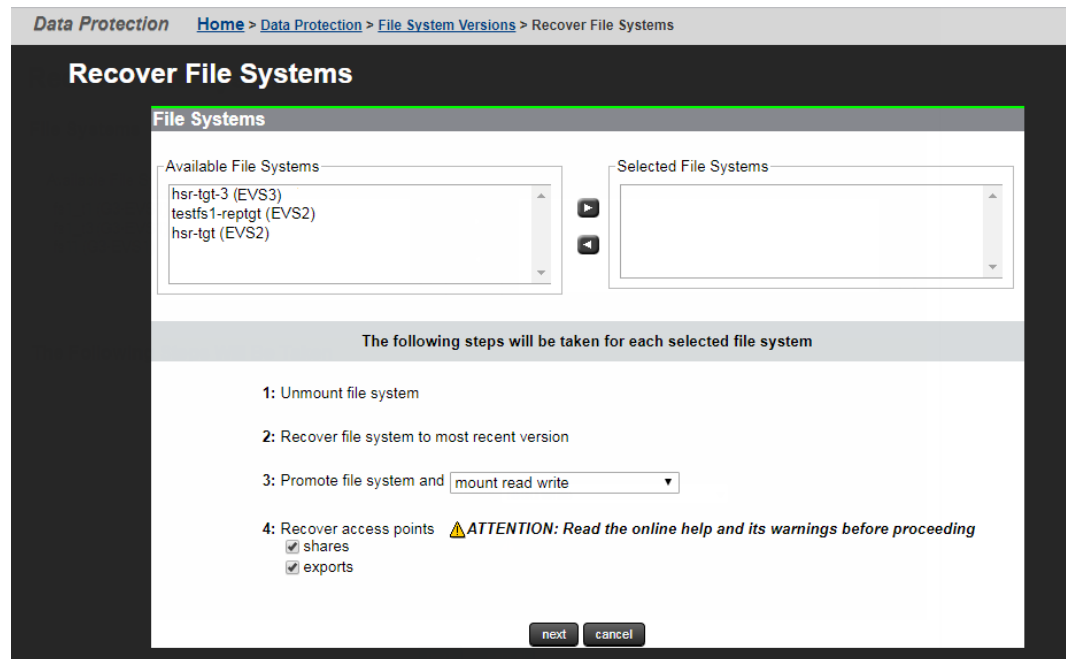 Data Protection Home > Data Protection > File System Versions > Recover File Systems
Recover File Systems
File Systems
Available File Systems
hsr-tgt-3 (EVS3)
testfs1-reptgt (EVS2)
hsr-tgt (EVS2)
Selected File Systems
The following steps will be taken for each selected file system
1: Unmount file system
2: Recover file system to most recent version
3: Promote file system and mount read write
4: Recover access points ATTENTION: Read the online help and its warnings before proceeding
shares
exports
next cancel